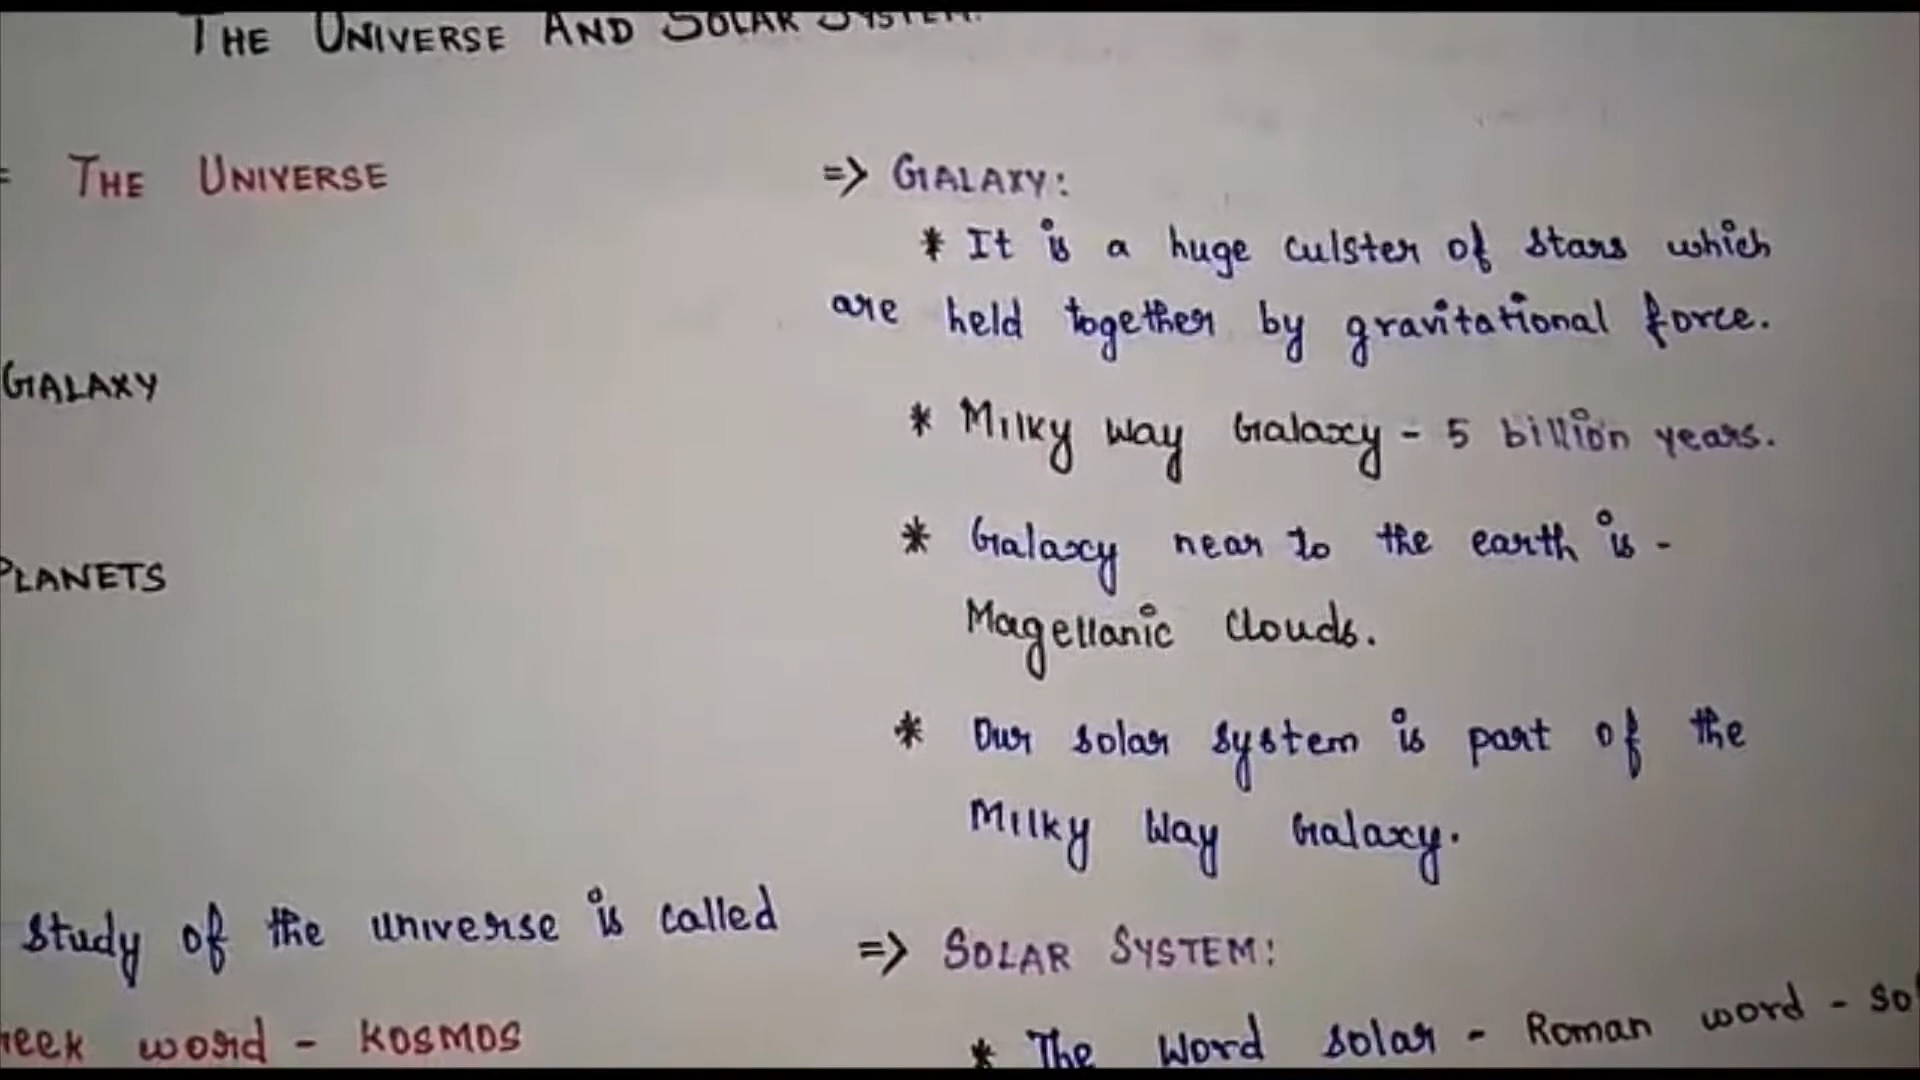 THE UNIVERSE AND SOLAR SYSTEM.
THE UNIVERSE
GALAXY
PLANETS
study of the universe is called
word - KOSMOS
=> GALAXY:
* It is a huge culster of stars which
are held together by gravitational force.
* Milky way Galaxy - 5 billion years.
* Galaxy near to the earth is -
Magellanic clouds.
* Our solar system is part of the
Milky Way Galaxy.
=> SOLAR SYSTEM:
* The word solar - Roman word -